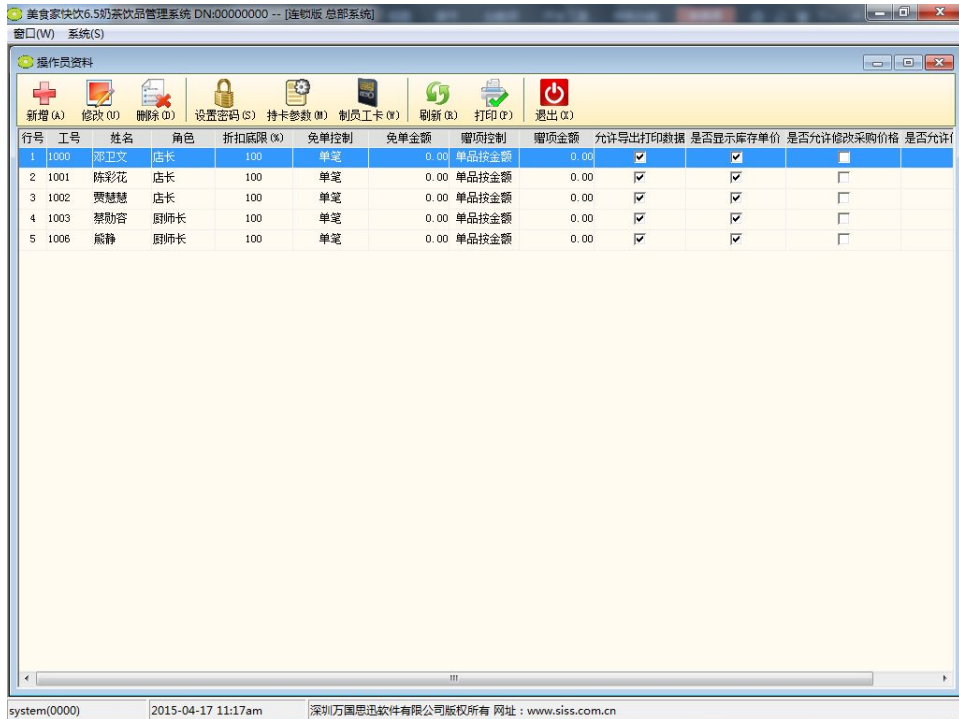 美食家快饮6.5奶茶饮品管理系统 DN:00000000 -- [连锁版 总部系统]
窗口(W) 系统(S)
操作员资料
新增(A) 修改(U) 删除(D) 设置密码(S) 持卡参数(M) 制员工卡(W) 刷新(R) 打印(P) 退出(X)
行号 工号 姓名 角色 折扣底限(%) 免单控制 免单金额 赠项控制 赠项金额 允许导出打印数据 是否显示库存单价 是否允许修改采购价格 是否允许
1 1000 邓卫文 店长 100 单笔 0.00 单品按金额 0.00
2 1001 陈彩花 店长 100 单笔 0.00 单品按金额 0.00
3 1002 贾慧慧 店长 100 单笔 0.00 单品按金额 0.00
4 1003 蔡勋容 厨师长 100 单笔 0.00 单品按金额 0.00
5 1006 熊静 厨师长 100 单笔 0.00 单品按金额 0.00
system(0000) 2015-04-17 11:17am 深圳万国思迅软件有限公司版权所有 网址：www.siss.com.cn